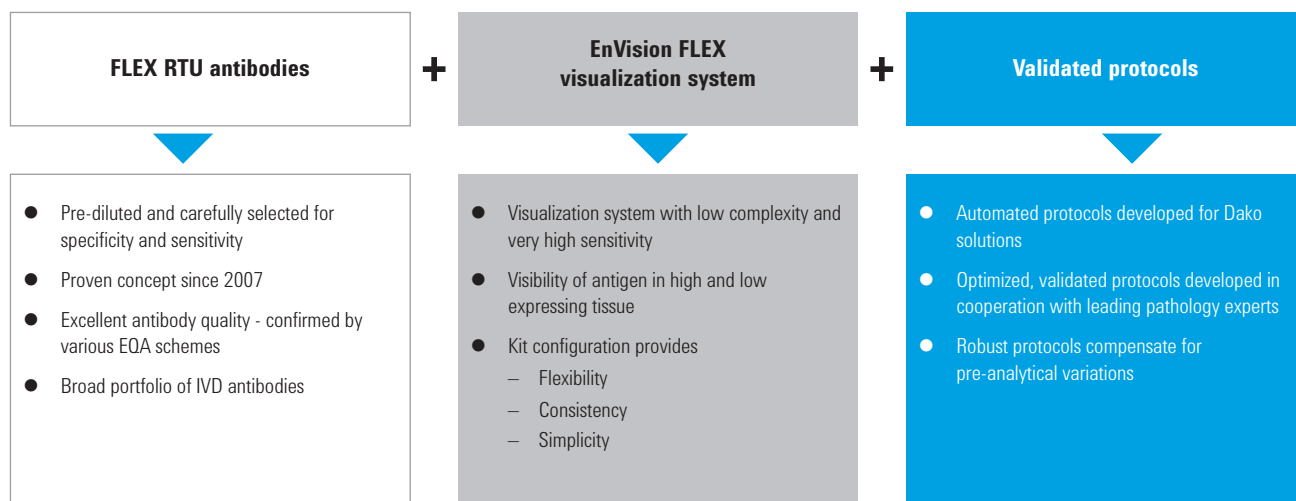 FLEX RTU antibodies
+
EnVision FLEX
visualization system
+
Validated protocols
● Pre-diluted and carefully selected for
specificity and sensitivity
● Proven concept since 2007
● Excellent antibody quality - confirmed by
various EQA schemes
● Broad portfolio of IVD antibodies
● Visualization system with low complexity and
very high sensitivity
● Visibility of antigen in high and low
expressing tissue
● Kit configuration provides
– Flexibility
– Consistency
– Simplicity
● Automated protocols developed for Dako
solutions
● Optimized, validated protocols developed in
cooperation with leading pathology experts
● Robust protocols compensate for
pre-analytical variations